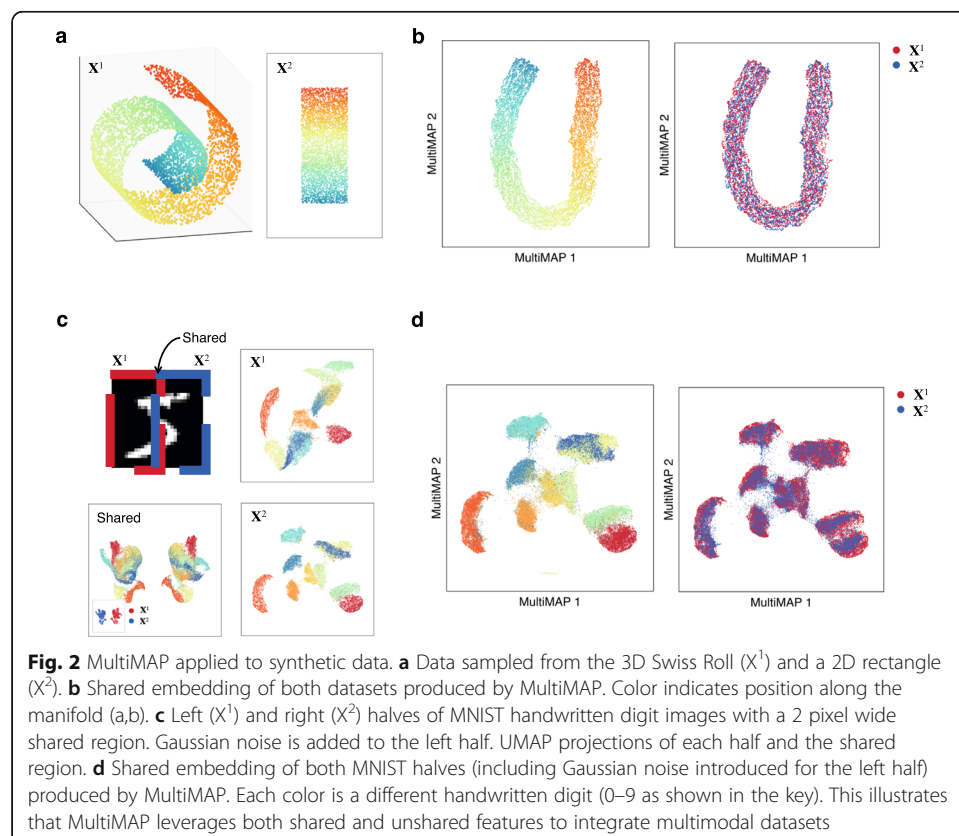 a
X1
X2
b
MultiMAP 2
MultiMAP 1
MultiMAP 2
MultiMAP 1
X1
X2
c
Shared
X1
X2
X1
Shared
X1
X2
X2
d
MultiMAP 2
MultiMAP 1
MultiMAP 2
MultiMAP 1
X1
X2
Fig. 2 MultiMAP applied to synthetic data. a Data sampled from the 3D Swiss Roll (X1) and a 2D rectangle
(X2). b Shared embedding of both datasets produced by MultiMAP. Color indicates position along the
manifold (a,b). c Left (X1) and right (X2) halves of MNIST handwritten digit images with a 2 pixel wide
shared region. Gaussian noise is added to the left half. UMAP projections of each half and the shared
region. d Shared embedding of both MNIST halves (including Gaussian noise introduced for the left half)
produced by MultiMAP. Each color is a different handwritten digit (0–9 as shown in the key). This illustrates
that MultiMAP leverages both shared and unshared features to integrate multimodal datasets